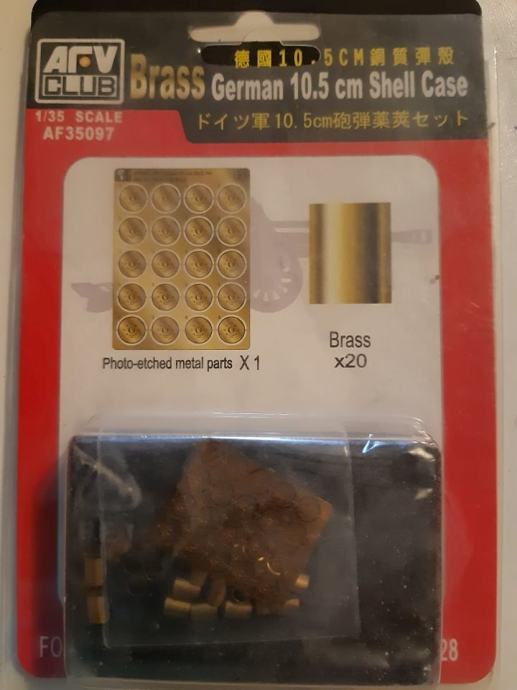 AFV
CLUB
1/35 SCALE
AF35097
德國10.5CM銅質彈殼
Brass German 10.5 cm Shell Case
ドイツ軍10.5cm砲弾薬莢セット
Photo-etched metal parts X 1
Brass
x20
FO
28